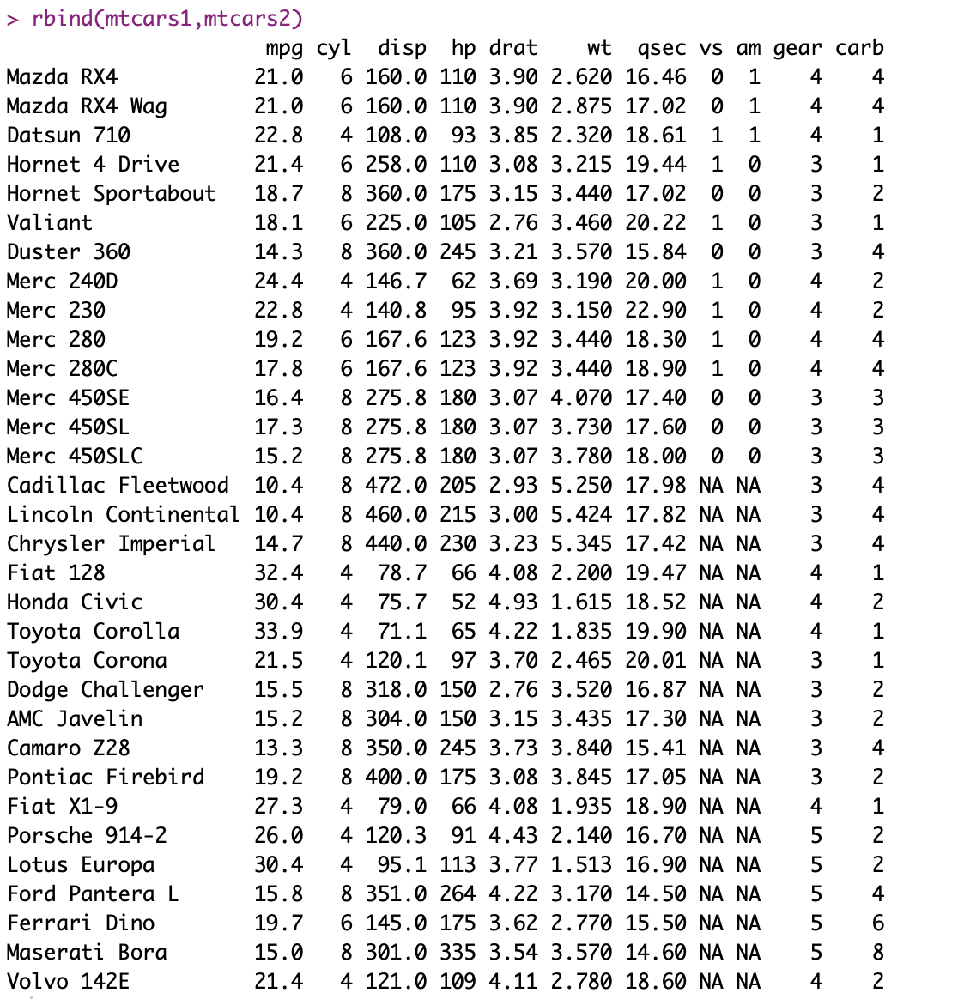 > rbind(mtcars1,mtcars2)
                     mpg cyl  disp  hp drat    wt  qsec vs am gear carb
Mazda RX4           21.0   6 160.0 110 3.90 2.620 16.46  0  1    4    4
Mazda RX4 Wag       21.0   6 160.0 110 3.90 2.875 17.02  0  1    4    4
Datsun 710          22.8   4 108.0  93 3.85 2.320 18.61  1  1    4    1
Hornet 4 Drive      21.4   6 258.0 110 3.08 3.215 19.44  1  0    3    1
Hornet Sportabout   18.7   8 360.0 175 3.15 3.440 17.02  0  0    3    2
Valiant             18.1   6 225.0 105 2.76 3.460 20.22  1  0    3    1
Duster 360          14.3   8 360.0 245 3.21 3.570 15.84  0  0    3    4
Merc 240D           24.4   4 146.7  62 3.69 3.190 20.00  1  0    4    2
Merc 230            22.8   4 140.8  95 3.92 3.150 22.90  1  0    4    2
Merc 280            19.2   6 167.6 123 3.92 3.440 18.30  1  0    4    4
Merc 280C           17.8   6 167.6 123 3.92 3.440 18.90  1  0    4    4
Merc 450SE          16.4   8 275.8 180 3.07 4.070 17.40  0  0    3    3
Merc 450SL          17.3   8 275.8 180 3.07 3.730 17.60  0  0    3    3
Merc 450SLC         15.2   8 275.8 180 3.07 3.780 18.00  0  0    3    3
Cadillac Fleetwood  10.4   8 472.0 205 2.93 5.250 17.98 NA NA    3    4
Lincoln Continental 10.4   8 460.0 215 3.00 5.424 17.82 NA NA    3    4
Chrysler Imperial   14.7   8 440.0 230 3.23 5.345 17.42 NA NA    3    4
Fiat 128            32.4   4  78.7  66 4.08 2.200 19.47 NA NA    4    1
Honda Civic         30.4   4  75.7  52 4.93 1.615 18.52 NA NA    4    2
Toyota Corolla      33.9   4  71.1  65 4.22 1.835 19.90 NA NA    4    1
Toyota Corona       21.5   4 120.1  97 3.70 2.465 20.01 NA NA    3    1
Dodge Challenger    15.5   8 318.0 150 2.76 3.520 16.87 NA NA    3    2
AMC Javelin         15.2   8 304.0 150 3.15 3.435 17.30 NA NA    3    2
Camaro Z28          13.3   8 350.0 245 3.73 3.840 15.41 NA NA    3    4
Pontiac Firebird    19.2   8 400.0 175 3.08 3.845 17.05 NA NA    3    2
Fiat X1-9           27.3   4  79.0  66 4.08 1.935 18.90 NA NA    4    1
Porsche 914-2       26.0   4 120.3  91 4.43 2.140 16.70 NA NA    5    2
Lotus Europa        30.4   4  95.1 113 3.77 1.513 16.90 NA NA    5    2
Ford Pantera L      15.8   8 351.0 264 4.22 3.170 14.50 NA NA    5    4
Ferrari Dino        19.7   6 145.0 175 3.62 2.770 15.50 NA NA    5    6
Maserati Bora       15.0   8 301.0 335 3.54 3.570 14.60 NA NA    5    8
Volvo 142E          21.4   4 121.0 109 4.11 2.780 18.60 NA NA    4    2